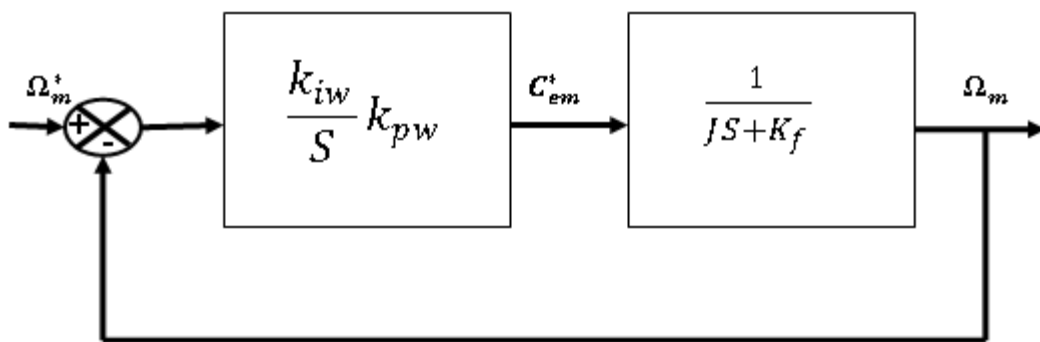 Ω*m
+
-
kiw/S kpw
C*em
1/(JS+Kf)
Ωm